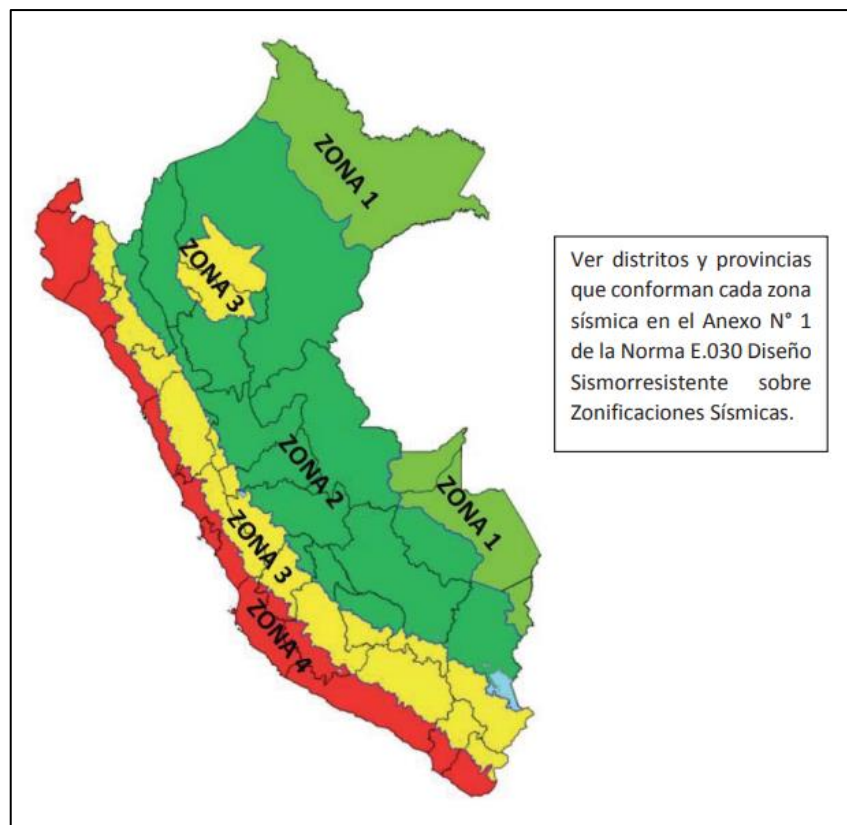 ZONA 1
ZONA 3
Ver distritos y provincias
que conforman cada zona
sísmica en el Anexo N° 1
de la Norma E.030 Diseño
Sismorresistente sobre
Zonificaciones Sísmicas.
ZONA 2
ZONA 1
ZONA 3
ZONA 4